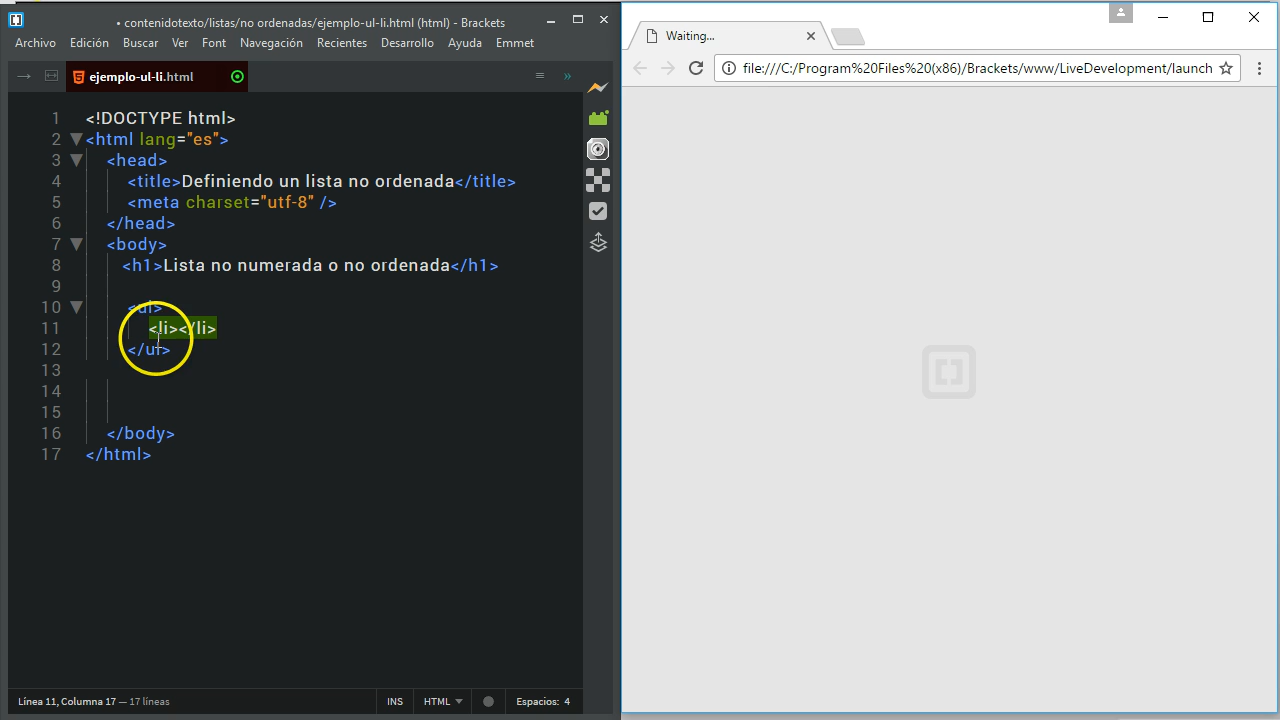 • contenidotexto/listas/no ordenadas/ejemplo-ul-li.html (html) - Brackets
Archivo Edición Buscar Ver Font Navegación Recientes Desarrollo Ayuda Emmet
ejemplo-ul-li.html
1 <!DOCTYPE html>
2 <html lang="es">
3 <head>
4 <title>Definiendo un lista no ordenada</title>
5 <meta charset="utf-8" />
6 </head>
7 <body>
8 <h1>Lista no numerada o no ordenada</h1>
9
10 <ul>
11 <li></li>
12 </ul>
13
14
15
16 </body>
17 </html>
Línea 11, Columna 17 — 17 líneas
INS HTML Espacios: 4
Waiting...
file:///C:/Program%20Files%20(x86)/Brackets/www/LiveDevelopment/launch